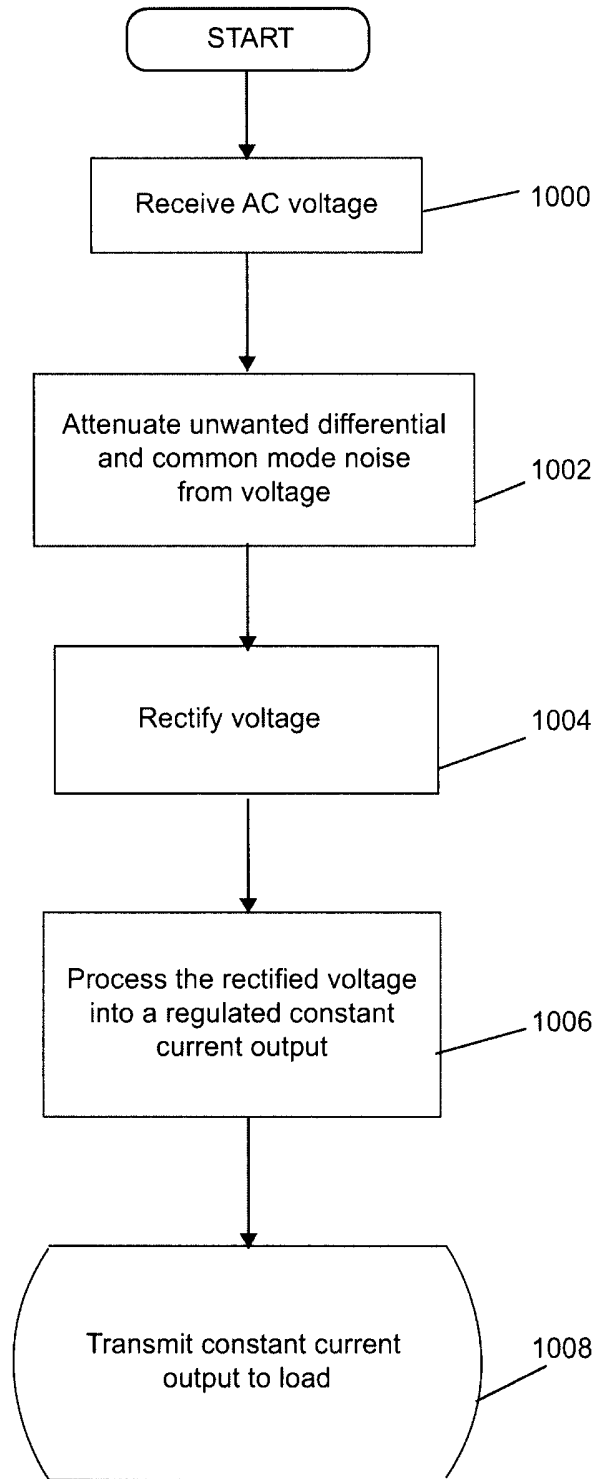 START
Receive AC voltage
1000
Attenuate unwanted differential
and common mode noise
from voltage
1002
Rectify voltage
1004
Process the rectified voltage
into a regulated constant
current output
1006
Transmit constant current
output to load
1008